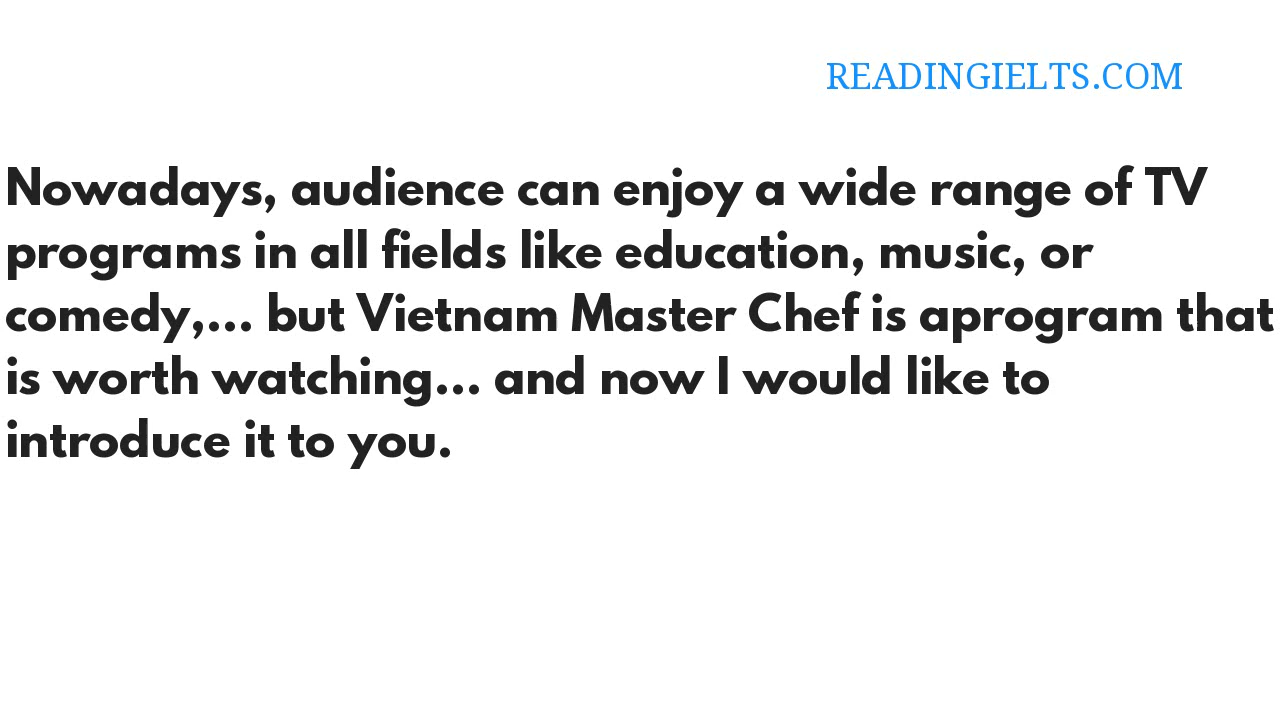 READINGIELTS.COM
Nowadays, audience can enjoy a wide range of TV
programs in all fields like education, music, or
comedy,... but Vietnam Master Chef is aprogram that
is worth watching... and now I would like to
introduce it to you.